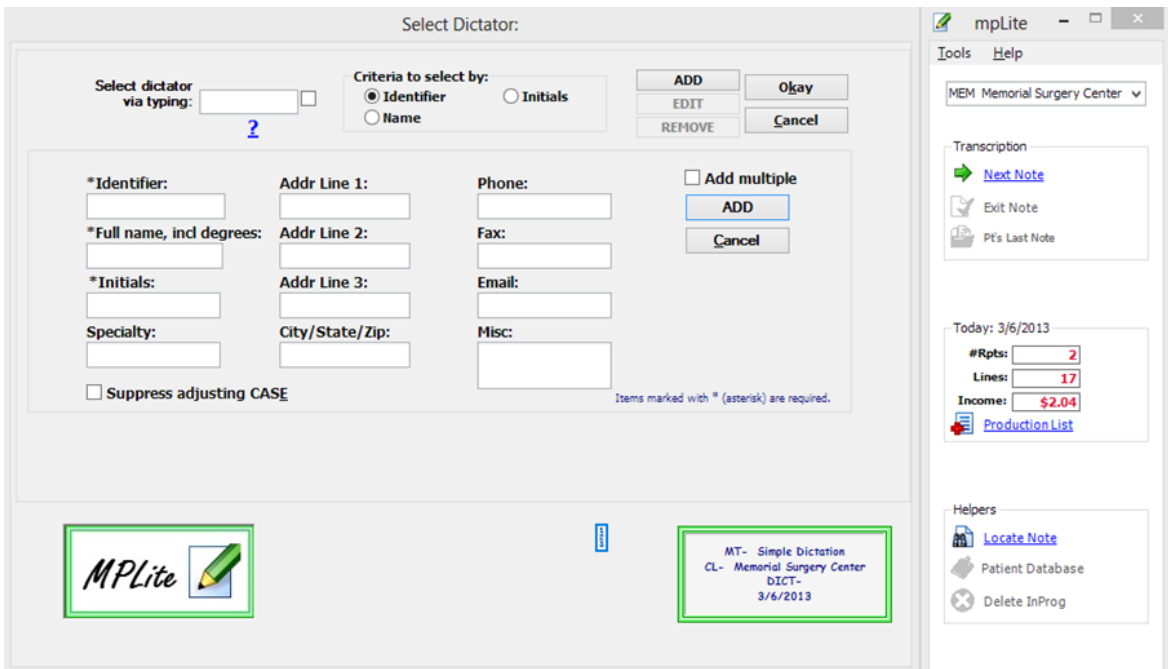 Select Dictator:
Select dictator
via typing:
?
Criteria to select by:
Identifier
Initials
Name
ADD
EDIT
REMOVE
Okay
Cancel
*Identifier:
Addr Line 1:
Phone:
Add multiple
ADD
*Full name, incl degrees:
Addr Line 2:
Fax:
Cancel
*Initials:
Addr Line 3:
Email:
Specialty:
City/State/Zip:
Misc:
Suppress adjusting CASE
Items marked with * (asterisk) are required.
MPLite
MT- Simple Dictation
CL- Memorial Surgery Center
DICT-
3/6/2013
mpLite
Tools Help
MEM Memorial Surgery Center
Transcription
Next Note
Exit Note
Pt's Last Note
Today: 3/6/2013
#Rpts: 2
Lines: 17
Income: $2.04
Production List
Helpers
Locate Note
Patient Database
Delete InProg